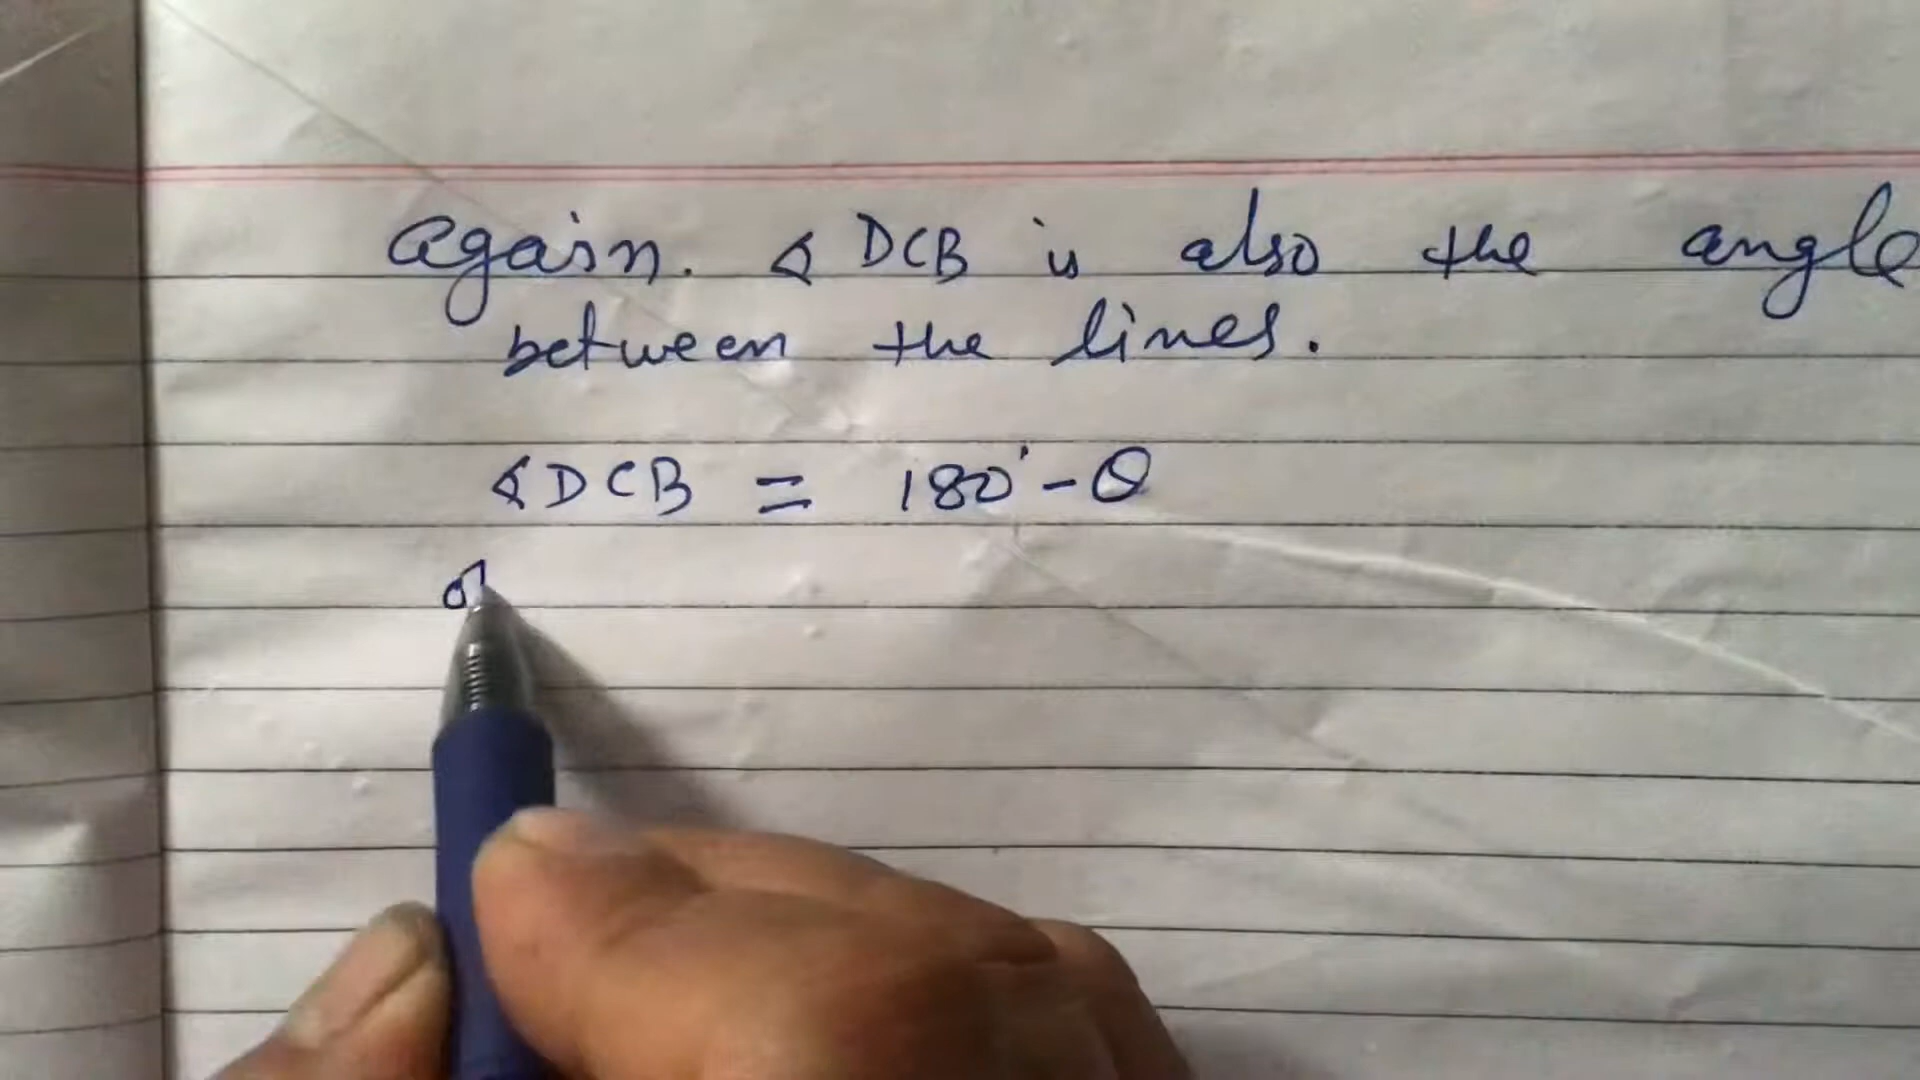 Again. ∢ DCB is also the angle
between the lines.
∢DCB = 180° - θ